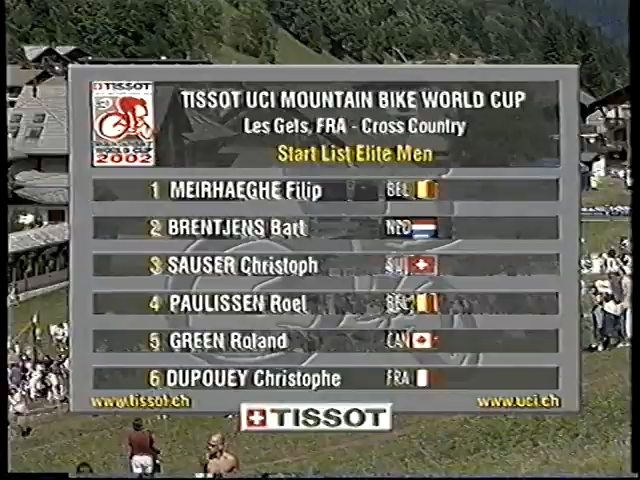 TISSOT
2002
TISSOT UCI MOUNTAIN BIKE WORLD CUP
Les Gets, FRA - Cross Country
Start List Elite Men
1 MEIRHAEGHE Filip BEL
2 BRENTJENS Bart NED
3 SAUSER Christoph SUI
4 PAULISSEN Roel BEL
5 GREEN Roland CAN
6 DUPOUEY Christophe FRA
www.tissot.ch
www.uci.ch
TISSOT